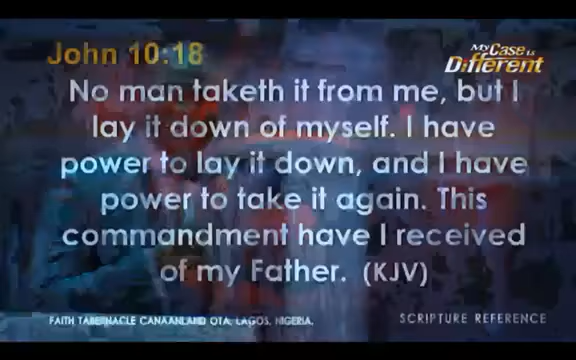 John 10:18
My Case is
Different
No man taketh it from me, but I
lay it down of myself. I have
power to lay it down, and I have
power to take it again. This
commandment have I received
of my Father. (KJV)
FAITH TABERNACLE CANAANLAND OTA, LAGOS, NIGERIA.
SCRIPTURE REFERENCE